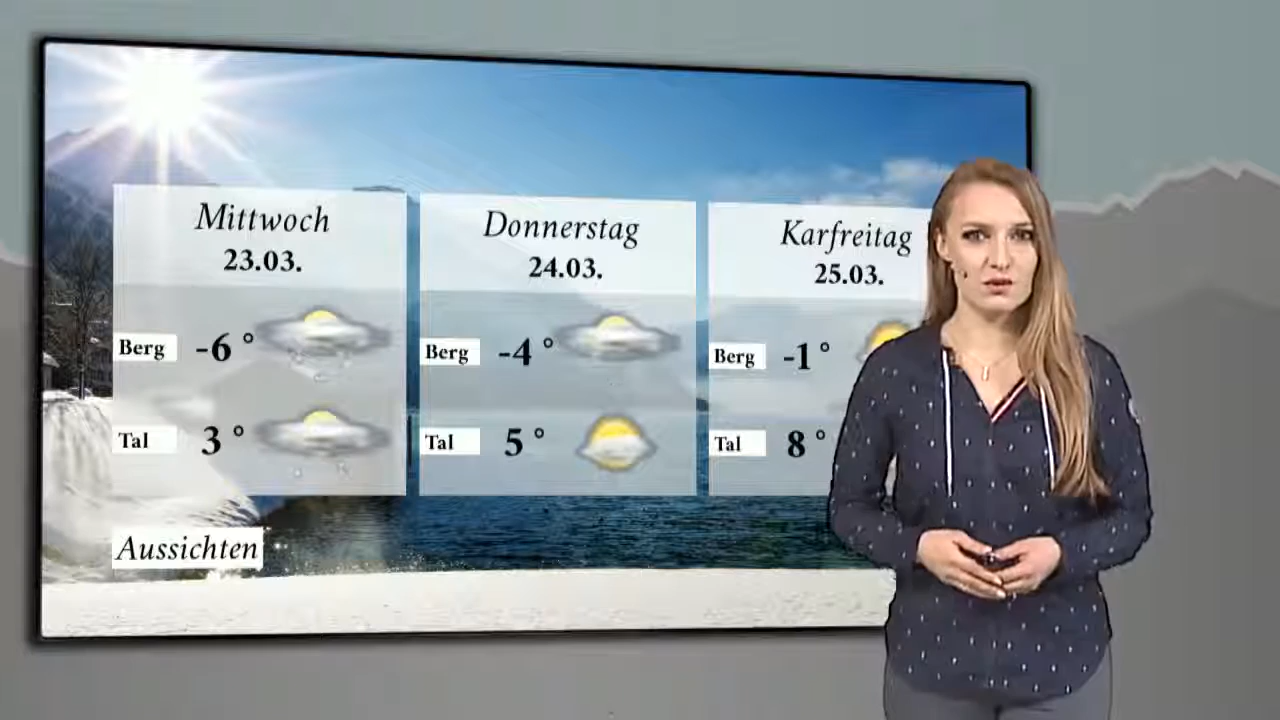 Mittwoch
23.03.
Berg -6 °
Tal 3 °
Donnerstag
24.03.
Berg -4 °
Tal 5 °
Karfreitag
25.03.
Berg -1 °
Tal 8 °
Aussichten